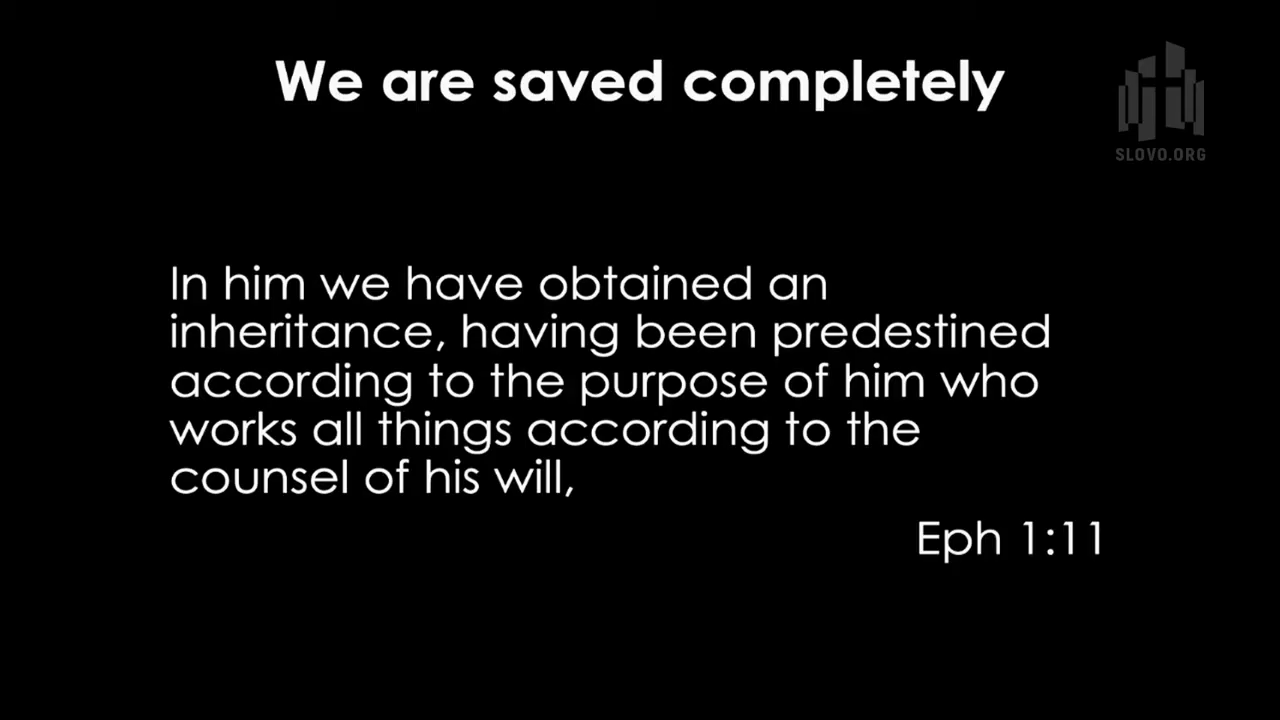 We are saved completely
SLOVO.ORG
In him we have obtained an
inheritance, having been predestined
according to the purpose of him who
works all things according to the
counsel of his will,
Eph 1:11